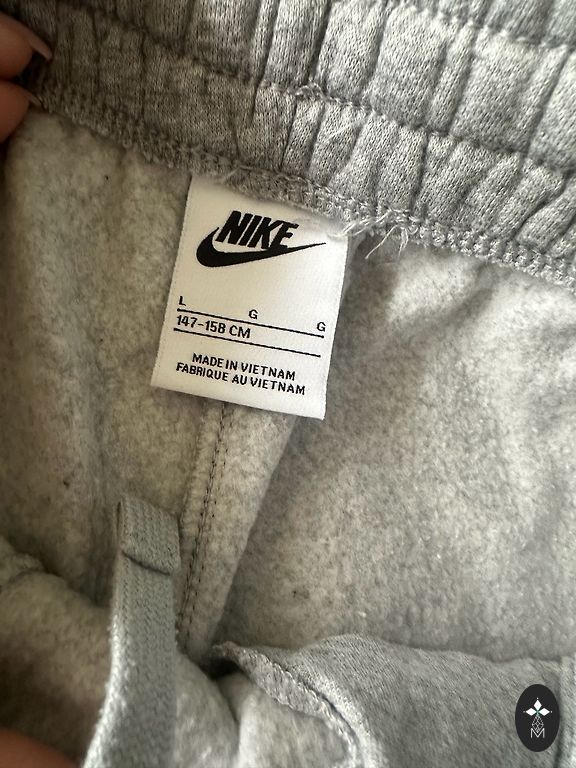 NIKE
L G G
147-158 CM
MADE IN VIETNAM
FABRIQUE AU VIETNAM
M